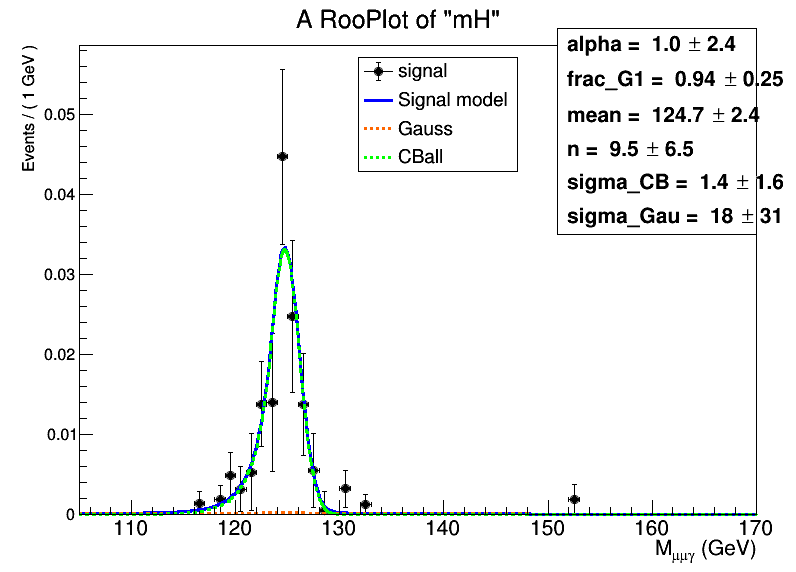 A RooPlot of "mH"
Events / ( 1 GeV )
signal
Signal model
Gauss
CBall
alpha = 1.0 ± 2.4
frac_G1 = 0.94 ± 0.25
mean = 124.7 ± 2.4
n = 9.5 ± 6.5
sigma_CB = 1.4 ± 1.6
sigma_Gau = 18 ± 31
0.05
0.04
0.03
0.02
0.01
0
110 120 130 140 150 160 170
Mμμγ (GeV)